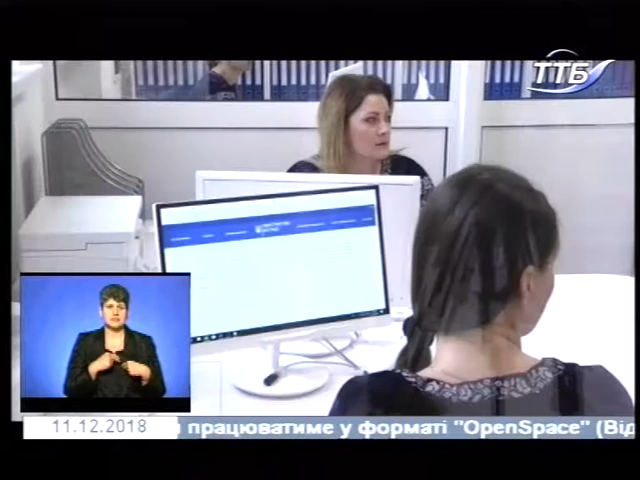 ТТБ
11.12.2018
працюватиме у форматі "OpenSpace" (Від